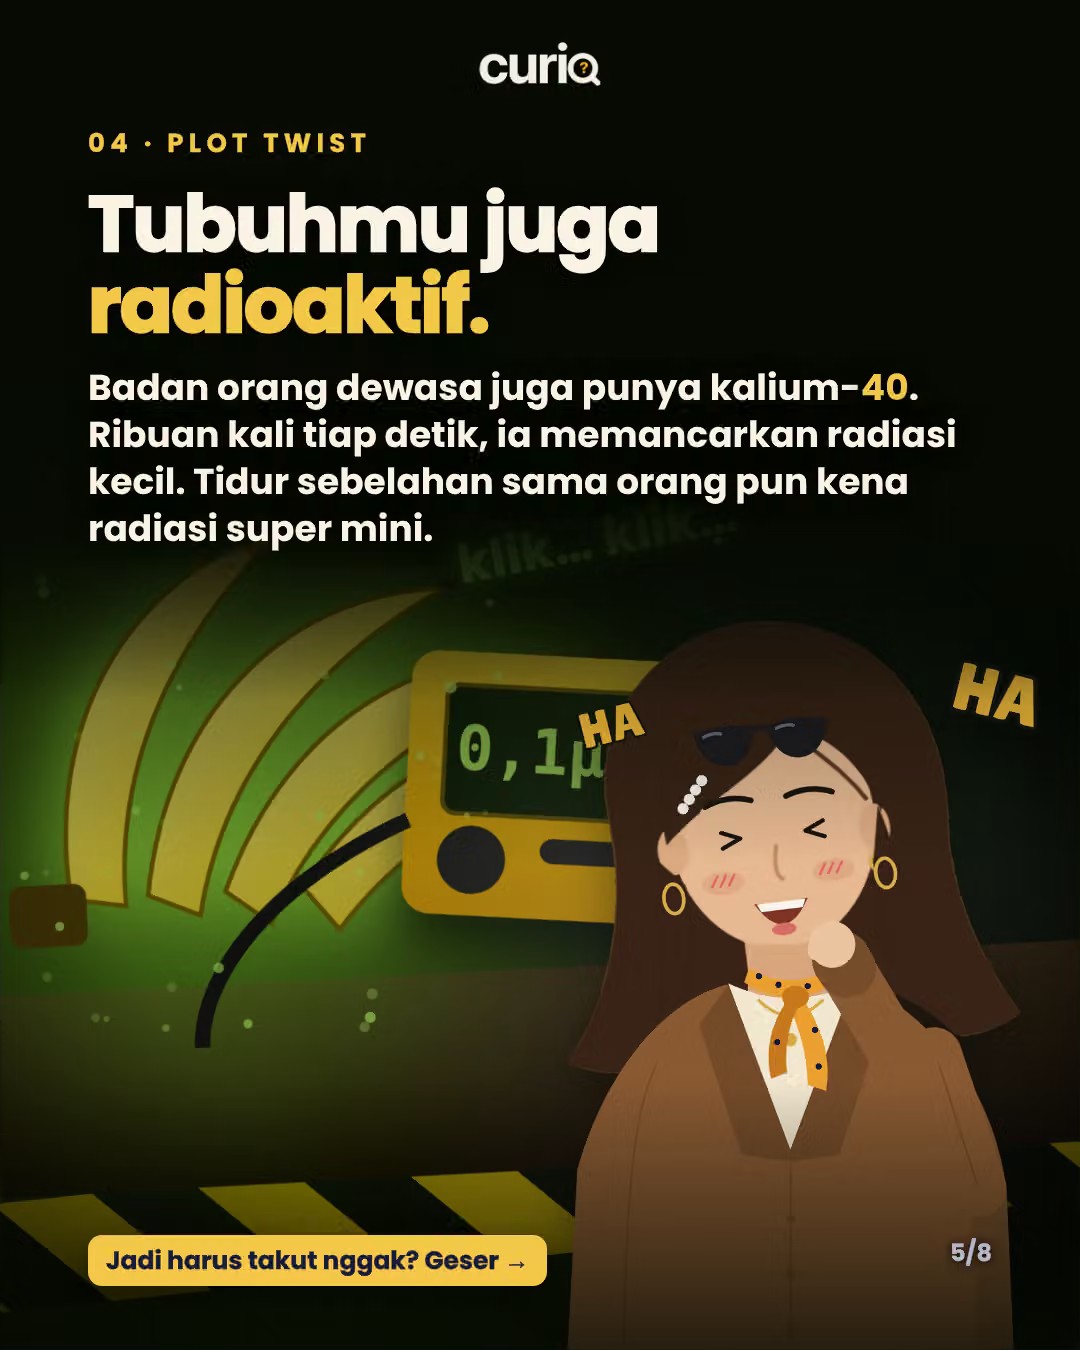 curiQ
04 · PLOT TWIST
Tubuhmu juga
radioaktif.
Badan orang dewasa juga punya kalium-40.
Ribuan kali tiap detik, ia memancarkan radiasi
kecil. Tidur sebelahan sama orang pun kena
radiasi super mini.
klik... klik...
0,1µ
HA
HA
Jadi harus takut nggak? Geser →
5/8